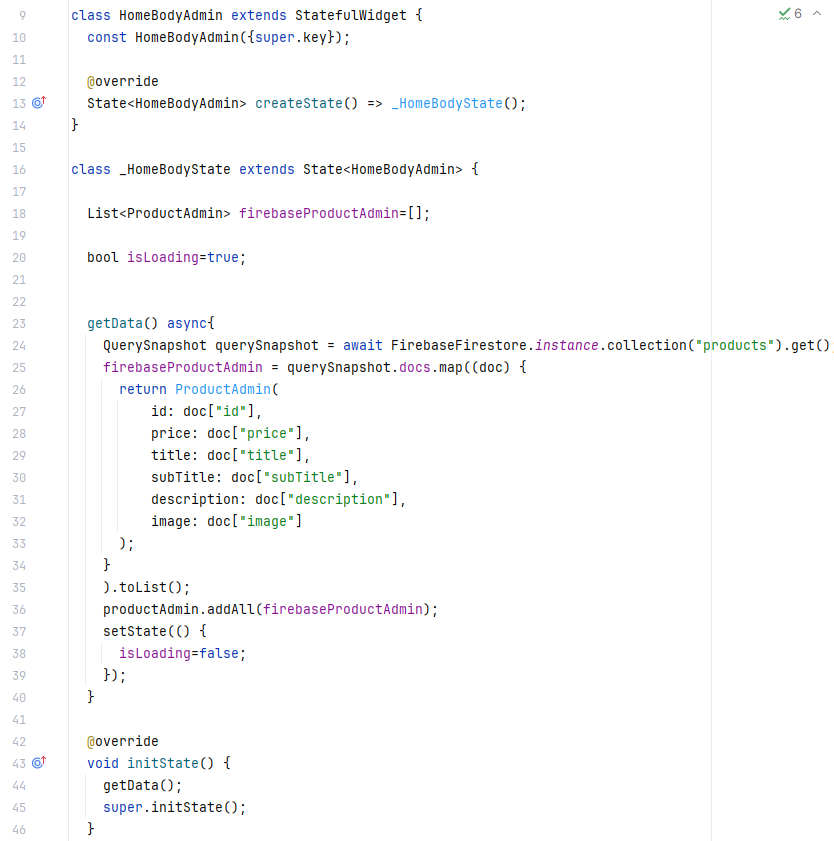 9 class HomeBodyAdmin extends StatefulWidget { 6
10 const HomeBodyAdmin({super.key});
11
12 @override
13 State<HomeBodyAdmin> createState() => _HomeBodyState();
14 }
15
16 class _HomeBodyState extends State<HomeBodyAdmin> {
17
18 List<ProductAdmin> firebaseProductAdmin=[];
19
20 bool isLoading=true;
21
22
23 getData() async{
24 QuerySnapshot querySnapshot = await FirebaseFirestore.instance.collection("products").get()
25 firebaseProductAdmin = querySnapshot.docs.map((doc) {
26 return ProductAdmin(
27 id: doc["id"],
28 price: doc["price"],
29 title: doc["title"],
30 subTitle: doc["subTitle"],
31 description: doc["description"],
32 image: doc["image"]
33 );
34 }
35 ).toList();
36 productAdmin.addAll(firebaseProductAdmin);
37 setState(() {
38 isLoading=false;
39 });
40 }
41
42 @override
43 void initState() {
44 getData();
45 super.initState();
46 }